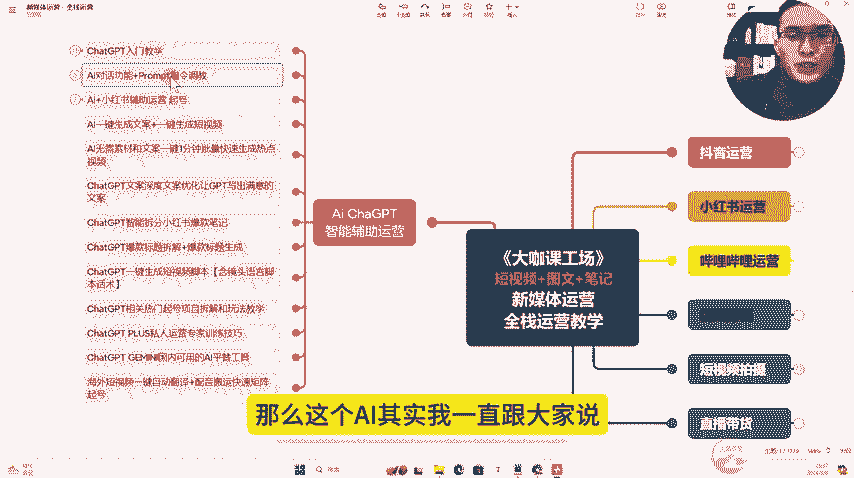 新媒体运营·全栈运营
ChatGPT入门教学
Ai对话功能+Prompt指令调教
Ai+小红书辅助运营 起号
Ai一键生成文案+一键生成短视频
Ai无需素材和文案一键1分钟批量快速生成热点
视频
ChatGPT文案深度文案优化让GPT写出满意的
文案
ChatGPT智能拆分小红书爆款笔记
ChatGPT爆款标题拆解+爆款标题生成
ChatGPT一键生成短视频脚本【含镜头语言脚
本话术】
ChatGPT相关热门起号项目拆解和玩法教学
ChatGPT PLUS私人运营专家训练技巧
ChatGPT GEMINI国内可用的AI平替工具
海外短视频一键自动翻译+配音搬运快速矩阵
起号
Ai ChaGPT
智能辅助运营
《大咖课工场》
短视频+图文+笔记
新媒体运营
全栈运营教学
抖音运营
小红书运营
哔哩哔哩运营
短视频拍摄
直播带货
那么这个AI其实我一直跟大家说